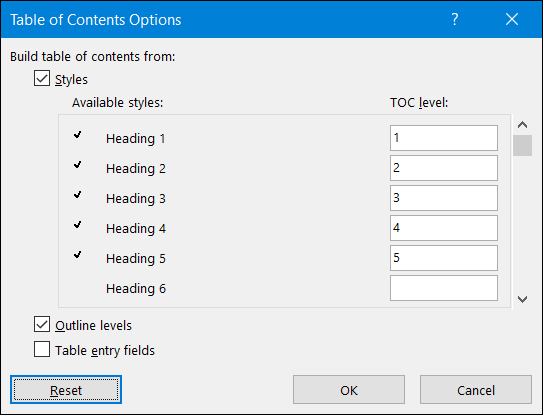 Table of Contents Options ?
Build table of contents from:
Styles
Available styles: TOC level:
Heading 1 1
Heading 2 2
Heading 3 3
Heading 4 4
Heading 5 5
Heading 6
Outline levels
Table entry fields
Reset OK Cancel